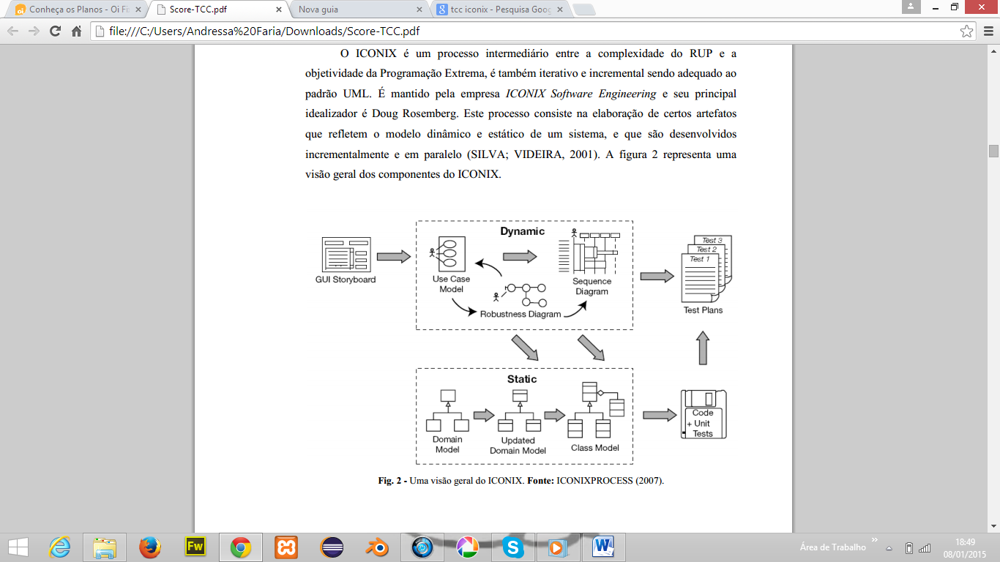 Conheça os Planos - Oi Fi
Score-TCC.pdf
Nova guia
tcc iconix - Pesquisa Goog
file:///C:/Users/Andressa%20Faria/Downloads/Score-TCC.pdf
O ICONIX é um processo intermediário entre a complexidade do RUP e a
objetividade da Programação Extrema, é também iterativo e incremental sendo adequado ao
padrão UML. É mantido pela empresa ICONIX Software Engineering e seu principal
idealizador é Doug Rosemberg. Este processo consiste na elaboração de certos artefatos
que refletem o modelo dinâmico e estático de um sistema, e que são desenvolvidos
incrementalmente e em paralelo (SILVA; VIDEIRA, 2001). A figura 2 representa uma
visão geral dos componentes do ICONIX.
GUI Storyboard
Dynamic
Use Case
Model
Robustness Diagram
Sequence
Diagram
Test 3
Test 2
Test 1
Test Plans
Static
Domain
Model
Updated
Domain Model
Class Model
Code
+ Unit
Tests
Fig. 2 - Uma visão geral do ICONIX. Fonte: ICONIXPROCESS (2007).
Fw
Área de Trabalho
18:49
08/01/2015